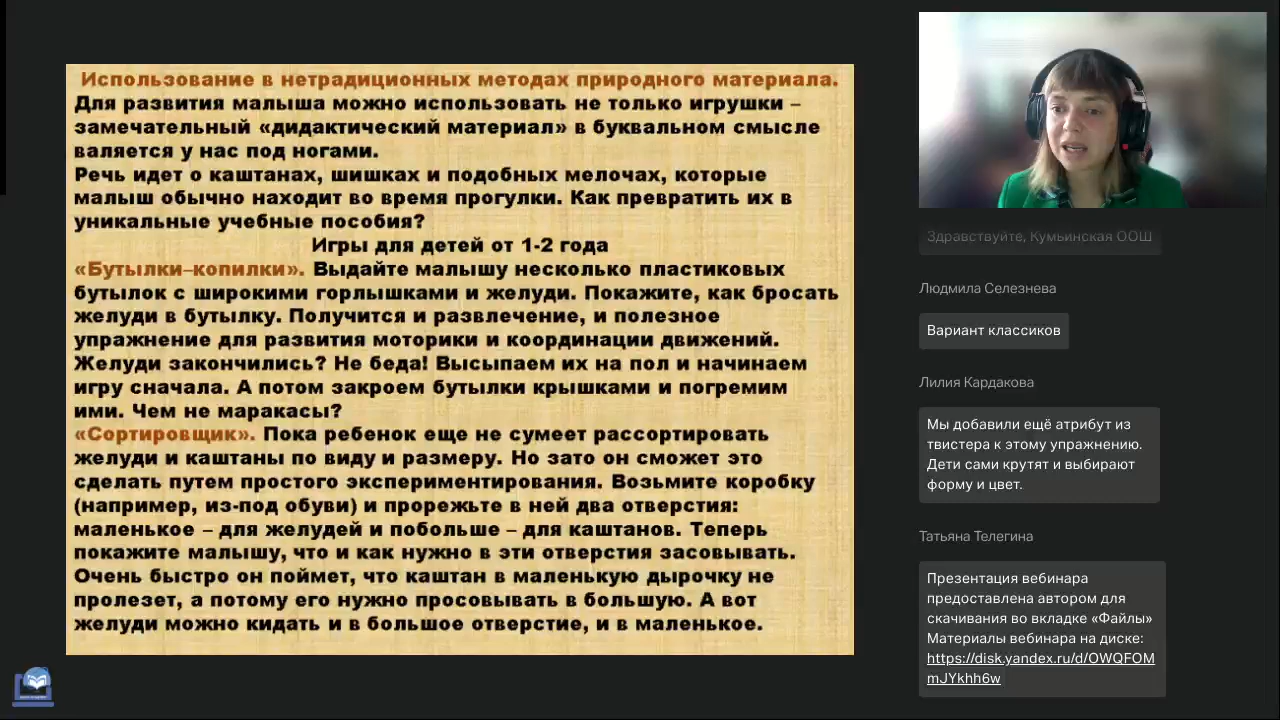 Использование в нетрадиционных методах природного материала.
Для развития малыша можно использовать не только игрушки –
замечательный «дидактический материал» в буквальном смысле
валяется у нас под ногами.
Речь идет о каштанах, шишках и подобных мелочах, которые
малыш обычно находит во время прогулки. Как превратить их в
уникальные учебные пособия?
Игры для детей от 1-2 года
«Бутылки–копилки». Выдайте малышу несколько пластиковых
бутылок с широкими горлышками и желуди. Покажите, как бросать
желуди в бутылку. Получится и развлечение, и полезное
упражнение для развития моторики и координации движений.
Желуди закончились? Не беда! Высыпаем их на пол и начинаем
игру сначала. А потом закроем бутылки крышками и погремим
ими. Чем не маракасы?
«Сортировщик». Пока ребенок еще не сумеет рассортировать
желуди и каштаны по виду и размеру. Но зато он сможет это
сделать путем простого экспериментирования. Возьмите коробку
(например, из-под обуви) и прорежьте в ней два отверстия:
маленькое – для желудей и побольше – для каштанов. Теперь
покажите малышу, что и как нужно в эти отверстия засовывать.
Очень быстро он поймет, что каштан в маленькую дырочку не
пролезет, а потому его нужно просовывать в большую. А вот
желуди можно кидать и в большое отверстие, и в маленькое.
Здравствуйте, Кумьинская ООШ
Людмила Селезнева
Вариант классиков
Лилия Кардакова
Мы добавили ещё атрибут из
твистера к этому упражнению.
Дети сами крутят и выбирают
форму и цвет.
Татьяна Телегина
Презентация вебинара
предоставлена автором для
скачивания во вкладке «Файлы»
Материалы вебинара на диске:
https://disk.yandex.ru/d/OWQFOM
mJYkhh6w